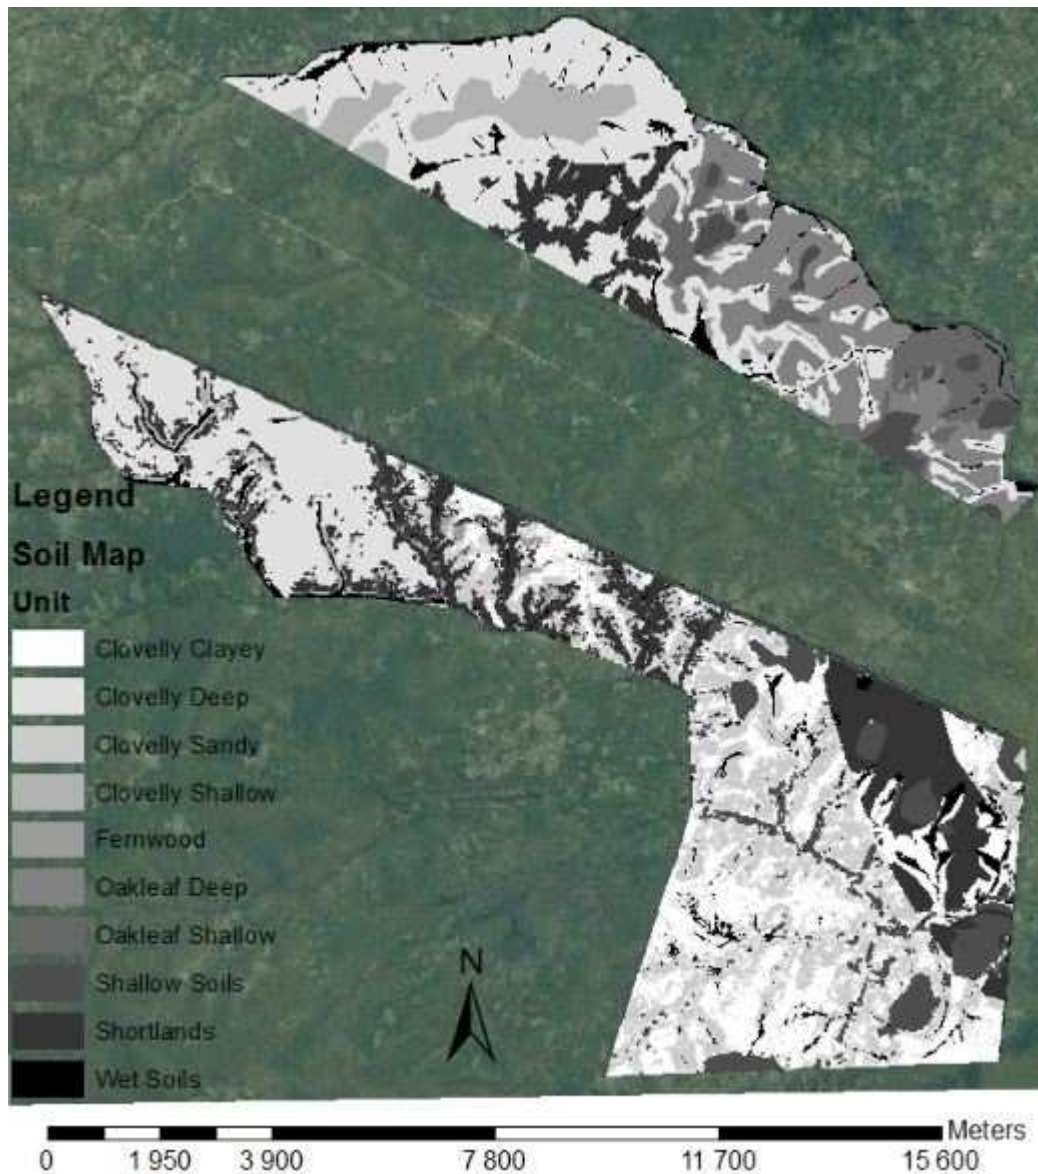 Legend
Soil Map
Unit
Clovelly Clayey
Clovelly Deep
Clovelly Sandy
Clovelly Shallow
Fernwood
Oakleaf Deep
Oakleaf Shallow
Shallow Soils
Shortlands
Wet Soils
N
Meters
0 1 950 3 900 7 800 11 700 15 600